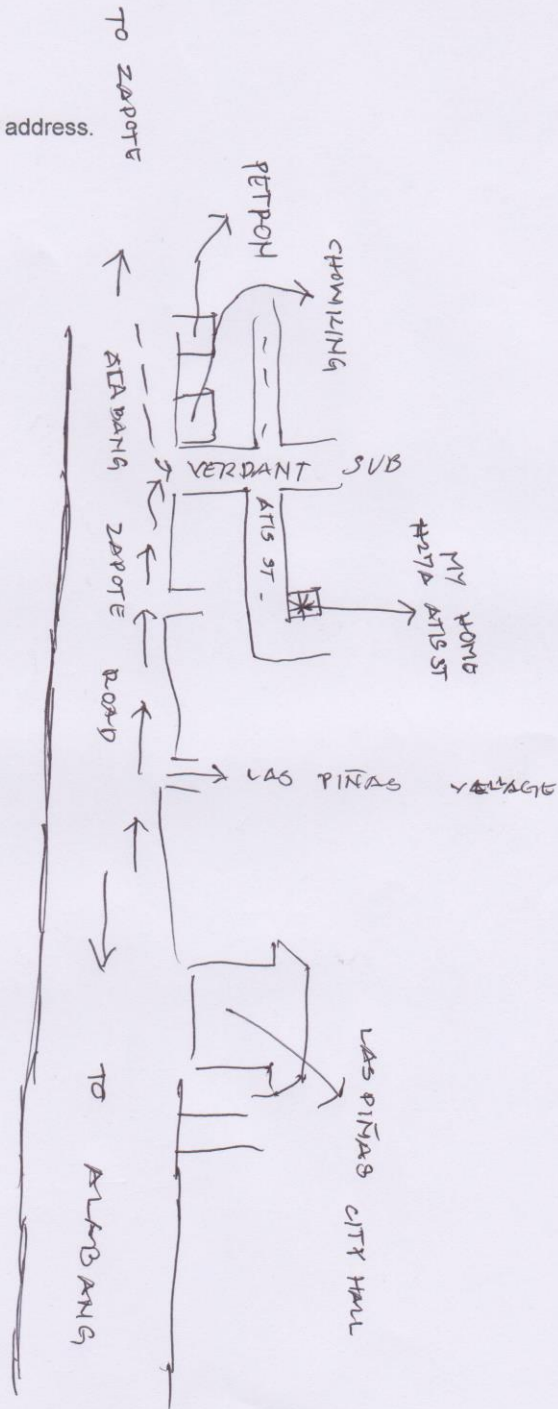 address.
TO ZAPOTE
PETRON
CHOWKING
ALABANG ZAPOTE ROAD
VERDANT SUB
ATIS ST.
MY HOME
#27A ATIS ST
LAS PIÑAS VILLAGE
LAS PIÑAS CITY HALL
TO ALABANG